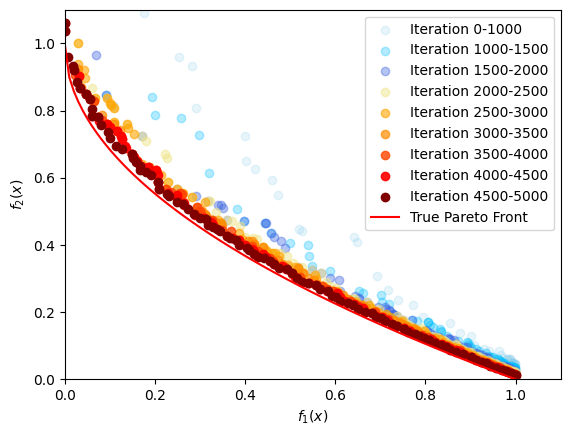 Iteration 0-1000
Iteration 1000-1500
Iteration 1500-2000
Iteration 2000-2500
Iteration 2500-3000
Iteration 3000-3500
Iteration 3500-4000
Iteration 4000-4500
Iteration 4500-5000
True Pareto Front
1.0
0.8
0.6
0.4
0.2
0.0
f₂(x)
0.0 0.2 0.4 0.6 0.8 1.0
f₁(x)